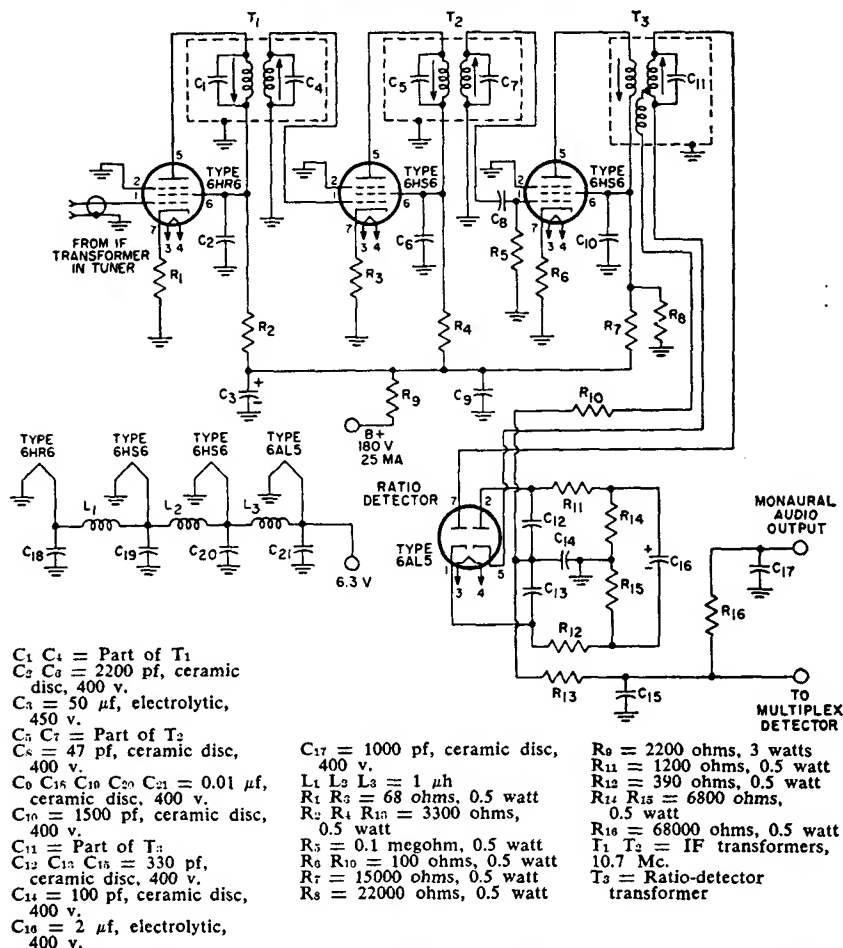 T1
T2
T3
C1
C4
C5
C7
C11
5
5
5
TYPE
6HR6
TYPE
6HS6
TYPE
6HS6
2
1
6
7
3 4
2
1
6
7
3 4
2
1
6
7
3 4
C8
FROM IF
TRANSFORMER
IN TUNER
C2
C6
C10
R1
R3
R5
R6
R2
R4
R7
R8
C3
+
-
R9
C9
R10
B+
180 V
25 MA
TYPE
6HR6
TYPE
6HS6
TYPE
6HS6
TYPE
6AL5
L1
L2
L3
C18
C19
C20
C21
6.3 V
RATIO
DETECTOR
7
2
TYPE
6AL5
1
3
4
5
R11
C12
R14
C14
C13
R15
C16
+
-
R12
R13
C15
R16
C17
MONAURAL
AUDIO
OUTPUT
TO
MULTIPLEX
DETECTOR
C1 C4 = Part of T1
C2 C6 = 2200 pf, ceramic
disc, 400 v.
C3 = 50 μf, electrolytic,
450 v.
C5 C7 = Part of T2
C8 = 47 pf, ceramic disc,
400 v.
C9 C18 C19 C20 C21 = 0.01 μf,
ceramic disc, 400 v.
C10 = 1500 pf, ceramic disc,
400 v.
C11 = Part of T3
C12 C13 C15 = 330 pf,
ceramic disc, 400 v.
C14 = 100 pf, ceramic disc,
400 v.
C16 = 2 μf, electrolytic,
400 v.
C17 = 1000 pf, ceramic disc,
400 v.
L1 L2 L3 = 1 μh
R1 R3 = 68 ohms, 0.5 watt
R2 R4 R13 = 3300 ohms,
0.5 watt
R5 = 0.1 megohm, 0.5 watt
R6 R10 = 100 ohms, 0.5 watt
R7 = 15000 ohms, 0.5 watt
R8 = 22000 ohms, 0.5 watt
R9 = 2200 ohms, 3 watts
R11 = 1200 ohms, 0.5 watt
R12 = 390 ohms, 0.5 watt
R14 R15 = 6800 ohms,
0.5 watt
R16 = 68000 ohms, 0.5 watt
T1 T2 = IF transformers,
10.7 Mc.
T3 = Ratio-detector
transformer